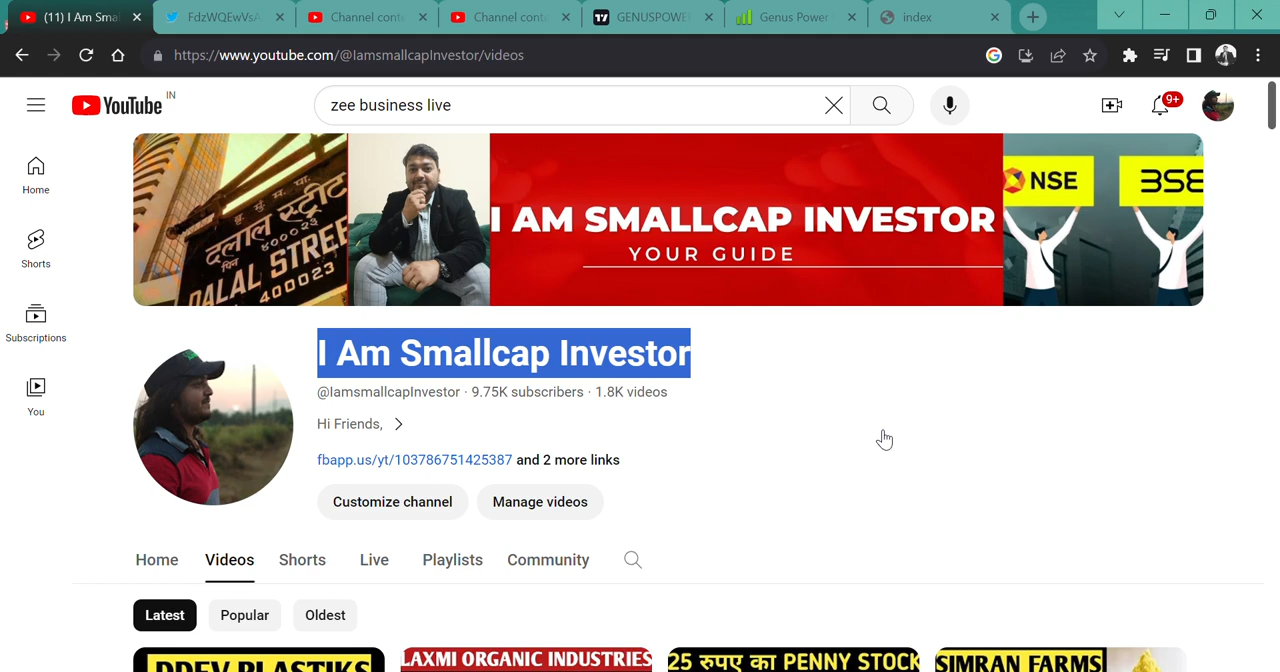 (11) I Am Sma
FdzWQEwVsA
Channel cont
Channel cont
GENUSPOWE
Genus Power
index
https://www.youtube.com/@IamsmallcapInvestor/videos
YouTube IN
zee business live
9+
Home
Shorts
Subscriptions
You
दलाल स्ट्रीट
४०००२३
DALAL STREE
400023
I AM SMALLCAP INVESTOR
YOUR GUIDE
NSE
BSE
I Am Smallcap Investor
@IamsmallcapInvestor · 9.75K subscribers · 1.8K videos
Hi Friends,
fbapp.us/yt/103786751425387 and 2 more links
Customize channel
Manage videos
Home Videos Shorts Live Playlists Community
Latest Popular Oldest
DDEV PLASTIKS
LAXMI ORGANIC INDUSTRIES
25 रुपए का PENNY STOCK
SIMRAN FARMS